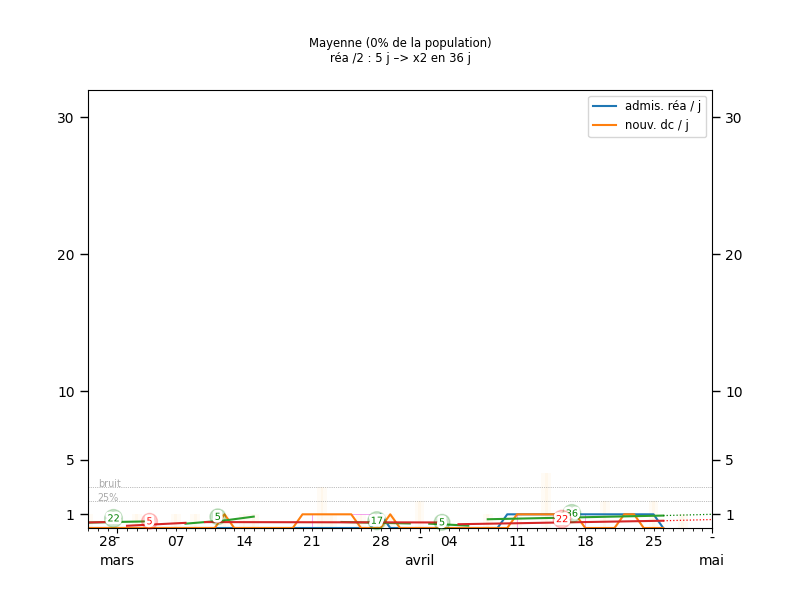 Mayenne (0% de la population)
réa /2 : 5 j –> x2 en 36 j
admis. réa / j
nouv. dc / j
30 30
20 20
10 10
5 5
bruit
25%
1 1
22 5 5 17 5 22 36
28 - 07 14 21 28 - 04 11 18 25 -
mars avril mai